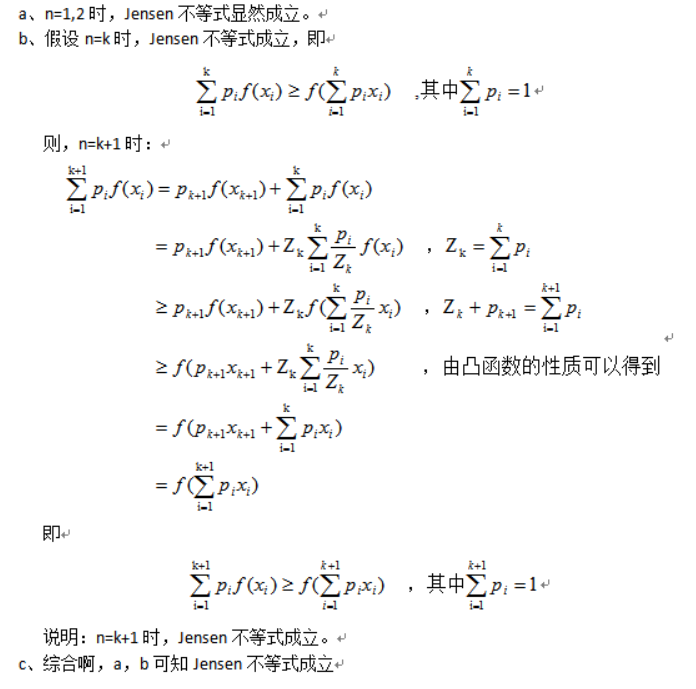 a、n=1,2 时，Jensen 不等式显然成立。↵
b、假设 n=k 时，Jensen 不等式成立，即↵
\sum_{i=1}^{k} p_i f(x_i) ≥ f(\sum_{i=1}^{k} p_i x_i) ,其中 \sum_{i=1}^{k} p_i = 1↵
则，n=k+1 时：↵
\sum_{i=1}^{k+1} p_i f(x_i) = p_{k+1} f(x_{k+1}) + \sum_{i=1}^{k} p_i f(x_i)
= p_{k+1} f(x_{k+1}) + Z_k \sum_{i=1}^{k} \frac{p_i}{Z_k} f(x_i) ，Z_k = \sum_{i=1}^{k} p_i
≥ p_{k+1} f(x_{k+1}) + Z_k f(\sum_{i=1}^{k} \frac{p_i}{Z_k} x_i) ，Z_k + p_{k+1} = \sum_{i=1}^{k+1} p_i
≥ f(p_{k+1} x_{k+1} + Z_k \sum_{i=1}^{k} \frac{p_i}{Z_k} x_i) ，由凸函数的性质可以得到↵
= f(p_{k+1} x_{k+1} + \sum_{i=1}^{k} p_i x_i)
= f(\sum_{i=1}^{k+1} p_i x_i)
即↵
\sum_{i=1}^{k+1} p_i f(x_i) ≥ f(\sum_{i=1}^{k+1} p_i x_i) ，其中 \sum_{i=1}^{k+1} p_i = 1↵
说明：n=k+1 时，Jensen 不等式成立。↵
c、综合啊，a，b 可知 Jensen 不等式成立↵